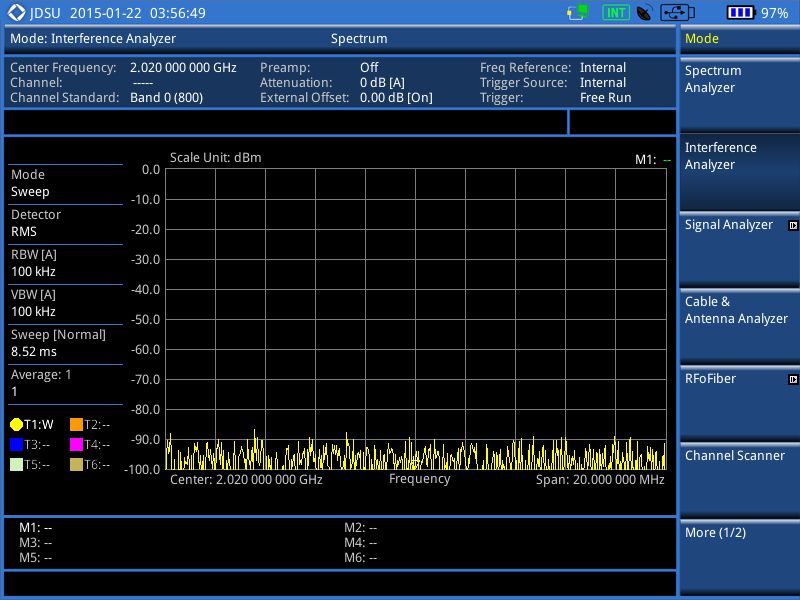 JDSU 2015-01-22 03:56:49 INT 97%
Mode: Interference Analyzer Spectrum
Mode
Center Frequency: 2.020 000 000 GHz Preamp: Off Freq Reference: Internal
Channel: ----- Attenuation: 0 dB [A] Trigger Source: Internal
Channel Standard: Band 0 (800) External Offset: 0.00 dB [On] Trigger: Free Run
Spectrum
Analyzer
Interference
Analyzer
Signal Analyzer
Cable &
Antenna Analyzer
RFoFiber
Channel Scanner
More (1/2)
Scale Unit: dBm M1: --
Mode
Sweep
Detector
RMS
RBW [A]
100 kHz
VBW [A]
100 kHz
Sweep [Normal]
8.52 ms
Average: 1
1
T1:W T2:--
T3:-- T4:--
T5:-- T6:--
0.0
-10.0
-20.0
-30.0
-40.0
-50.0
-60.0
-70.0
-80.0
-90.0
-100.0
Center: 2.020 000 000 GHz Frequency Span: 20.000 000 MHz
M1: -- M2: --
M3: -- M4: --
M5: -- M6: --